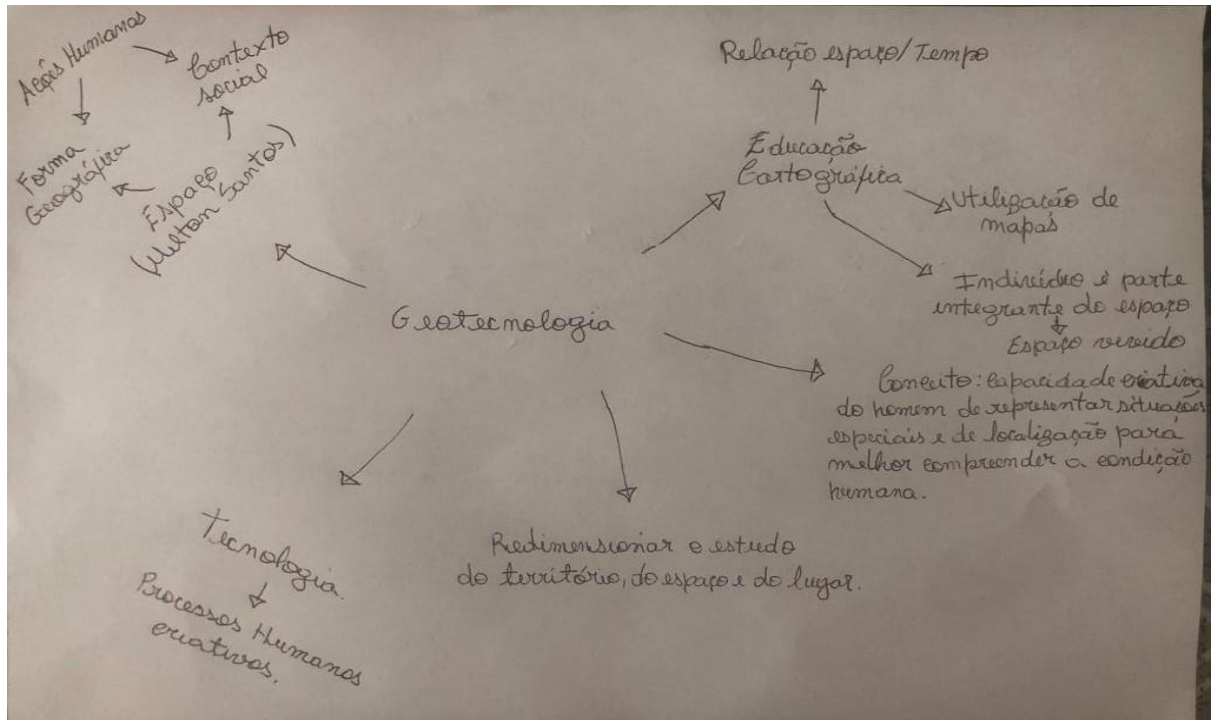 Ações Humanas
Contexto
social
Forma
Geográfica
Espaço
(Milton Santos)
Relação espaço/Tempo
Educação
Cartográfica
Utilização de
mapas
Indivíduo é parte
integrante do espaço
Espaço vivido
Geotecnologia
Conceito: capacidade criativa
do homem de representar situações
especiais e de localização para
melhor compreender a condição
humana.
Tecnologia.
Processos Humanos
criativos.
Redimensionar o estudo
do território, do espaço e do lugar.